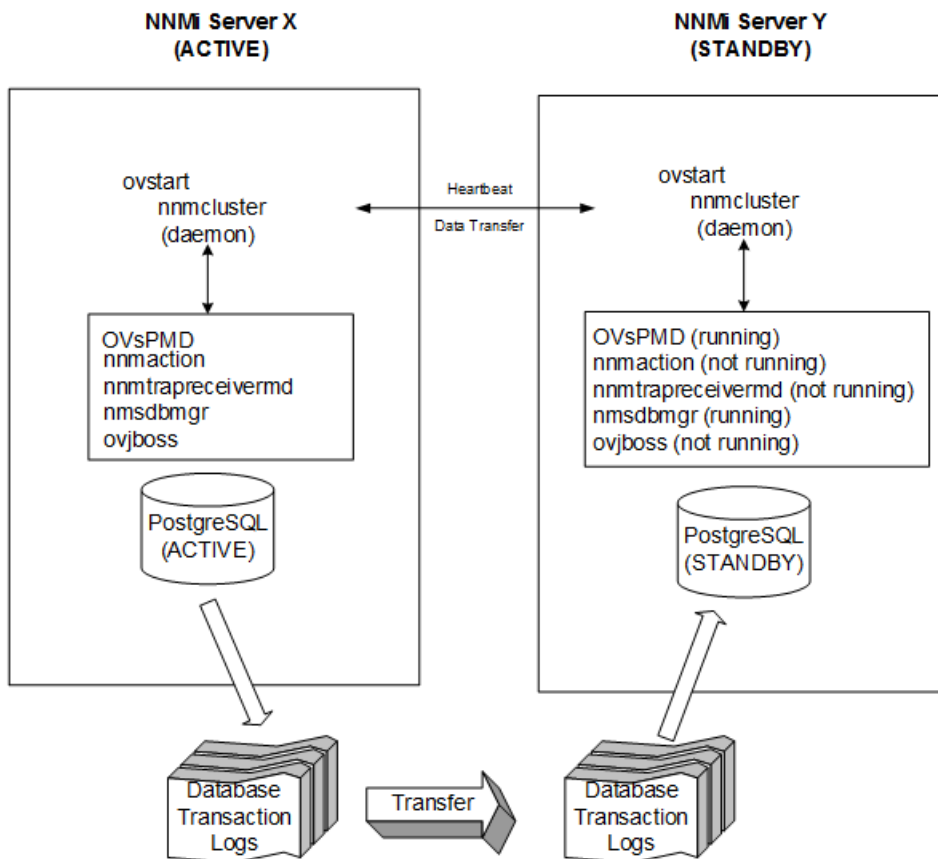 NNMi Server X
(ACTIVE)
NNMi Server Y
(STANDBY)
ovstart
nnmcluster
(daemon)
Heartbeat
Data Transfer
ovstart
nnmcluster
(daemon)
OVsPMD
nnmaction
nnmtrapreceivermd
nmsdbmgr
ovjboss
OVsPMD (running)
nnmaction (not running)
nnmtrapreceivermd (not running)
nmsdbmgr (running)
ovjboss (not running)
PostgreSQL
(ACTIVE)
PostgreSQL
(STANDBY)
Database
Transaction
Logs
Transfer
Database
Transaction
Logs